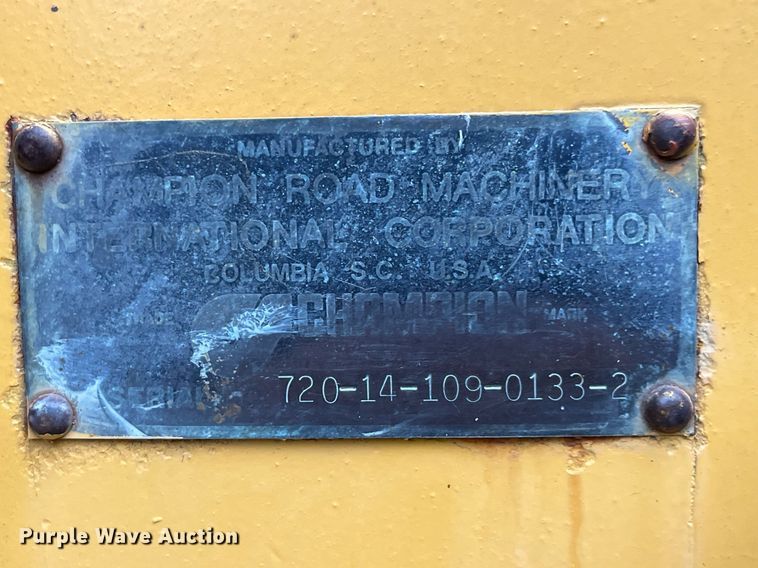 MANUFACTURED BY
CHAMPION ROAD MACHINERY
INTERNATIONAL CORPORATION
COLUMBIA S.C. U.S.A.
TRADE CHAMPION MARK
SERIAL 720-14-109-0133-2
Purple Wave Auction